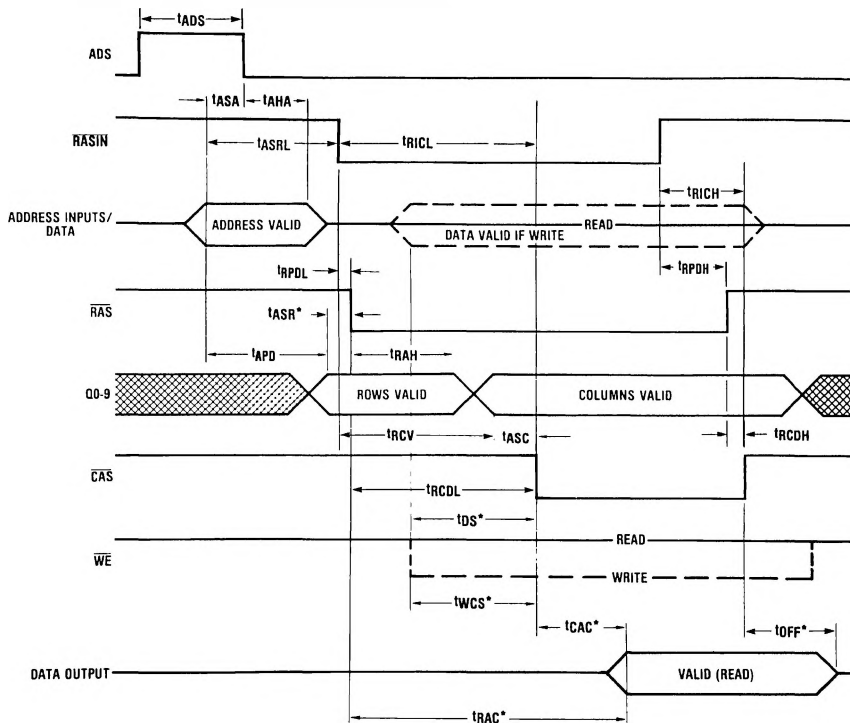 tADS
ADS
tASA tAHA
RASIN
tASRL tRICL
tRICH
ADDRESS INPUTS/
DATA
ADDRESS VALID
READ
DATA VALID IF WRITE
tRPDL
tRPDH
RAS
tASR*
tAPD tRAH
Q0-9
ROWS VALID
COLUMNS VALID
tRCV tASC tRCDH
CAS
tRCDL
tDS*
READ
WE
WRITE
tWCS*
tCAC* tOFF*
DATA OUTPUT
VALID (READ)
tRAC*